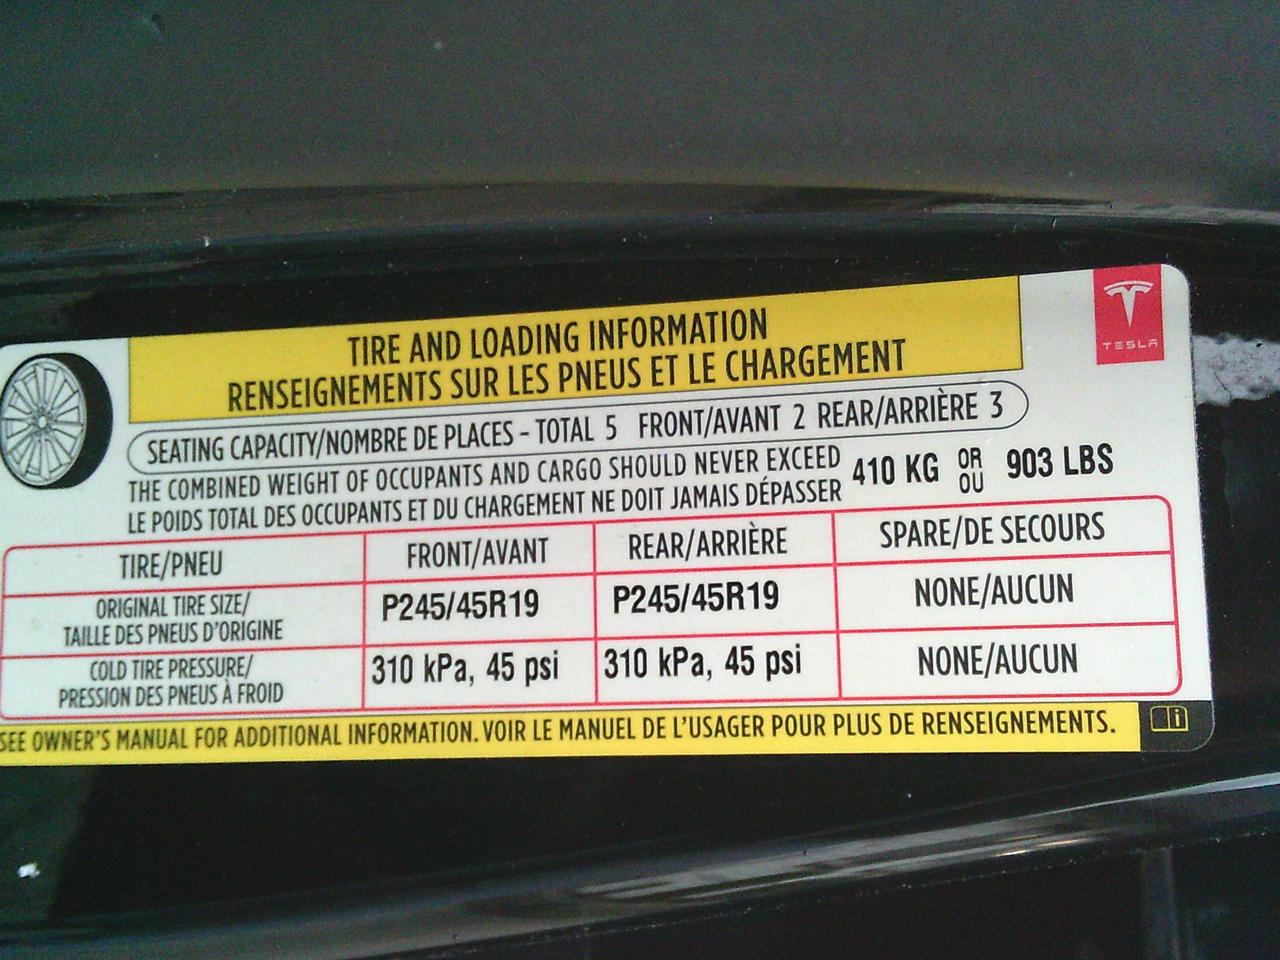 TIRE AND LOADING INFORMATION
RENSEIGNEMENTS SUR LES PNEUS ET LE CHARGEMENT
TESLA
SEATING CAPACITY/NOMBRE DE PLACES - TOTAL 5 FRONT/AVANT 2 REAR/ARRIÈRE 3
THE COMBINED WEIGHT OF OCCUPANTS AND CARGO SHOULD NEVER EXCEED
LE POIDS TOTAL DES OCCUPANTS ET DU CHARGEMENT NE DOIT JAMAIS DÉPASSER
410 KG OR OU 903 LBS
TIRE/PNEU FRONT/AVANT REAR/ARRIÈRE SPARE/DE SECOURS
ORIGINAL TIRE SIZE/
TAILLE DES PNEUS D'ORIGINE
P245/45R19 P245/45R19 NONE/AUCUN
COLD TIRE PRESSURE/
PRESSION DES PNEUS À FROID
310 kPa, 45 psi 310 kPa, 45 psi NONE/AUCUN
SEE OWNER'S MANUAL FOR ADDITIONAL INFORMATION. VOIR LE MANUEL DE L'USAGER POUR PLUS DE RENSEIGNEMENTS.